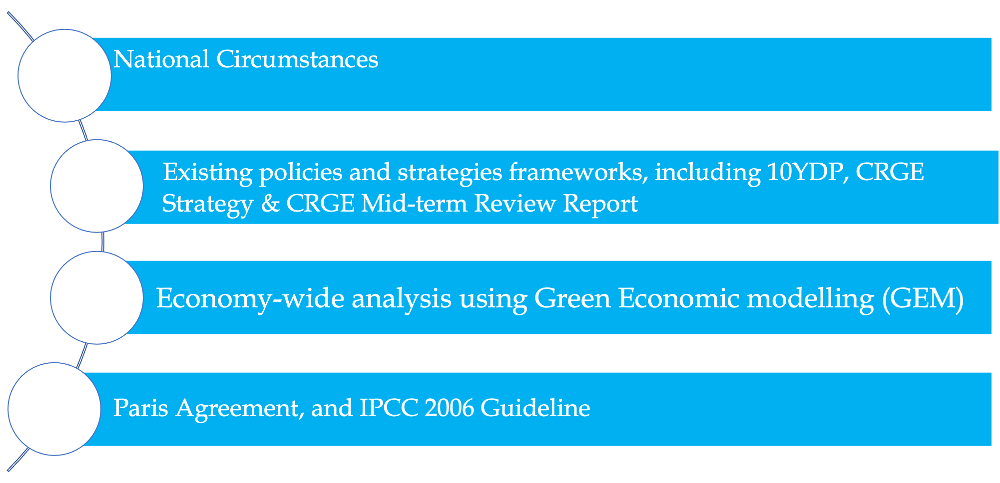 National Circumstances
Existing policies and strategies frameworks, including 10YDP, CRGE
Strategy & CRGE Mid-term Review Report
Economy-wide analysis using Green Economic modelling (GEM)
Paris Agreement, and IPCC 2006 Guideline